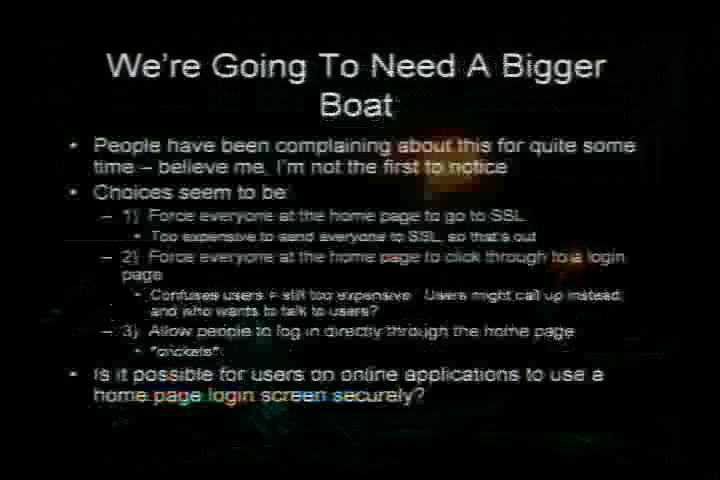 We're Going To Need A Bigger
Boat
• People have been complaining about this for quite some
time – believe me, I'm not the first to notice
• Choices seem to be:
– 1) Force everyone at the home page to go to SSL
• Too expensive to send everyone to SSL, so that's out
– 2) Force everyone at the home page to click through to a login
page
• Confuses users + still too expensive. Users might call up instead,
and who wants to talk to users?
– 3) Allow people to log in directly through the home page
• *crickets*
• Is it possible for users on online applications to use a
home page login screen securely?